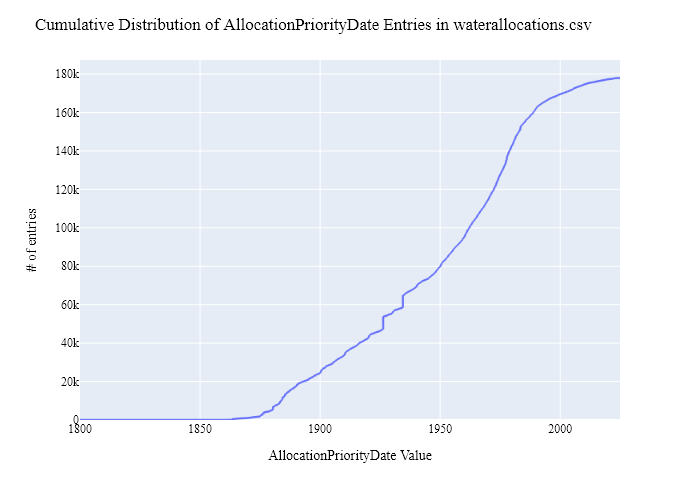 Cumulative Distribution of AllocationPriorityDate Entries in waterallocations.csv
180k
160k
140k
120k
100k
80k
60k
40k
20k
0
# of entries
1800 1850 1900 1950 2000
AllocationPriorityDate Value